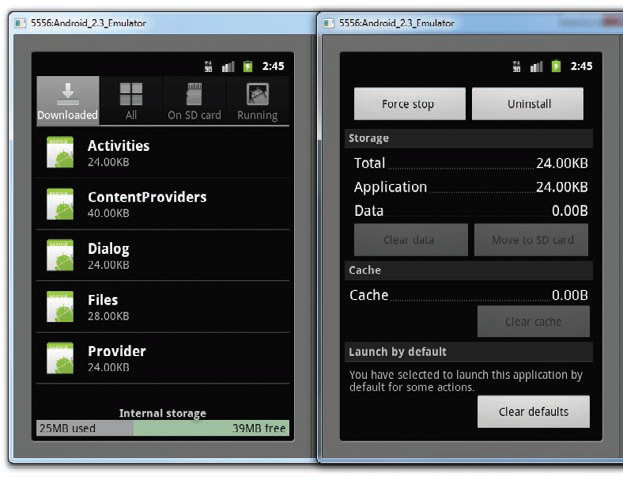 5556:Android_2.3_Emulator
2:45
Downloaded
All
On SD card
Running
Activities
24.00KB
ContentProviders
40.00KB
Dialog
24.00KB
Files
28.00KB
Provider
24.00KB
Internal storage
25MB used
39MB free
5556:Android_2.3_Emulator
2:45
Force stop
Uninstall
Storage
Total 24.00KB
Application 24.00KB
Data 0.00B
Clear data
Move to SD card
Cache
Cache 0.00B
Clear cache
Launch by default
You have selected to launch this application by
default for some actions.
Clear defaults